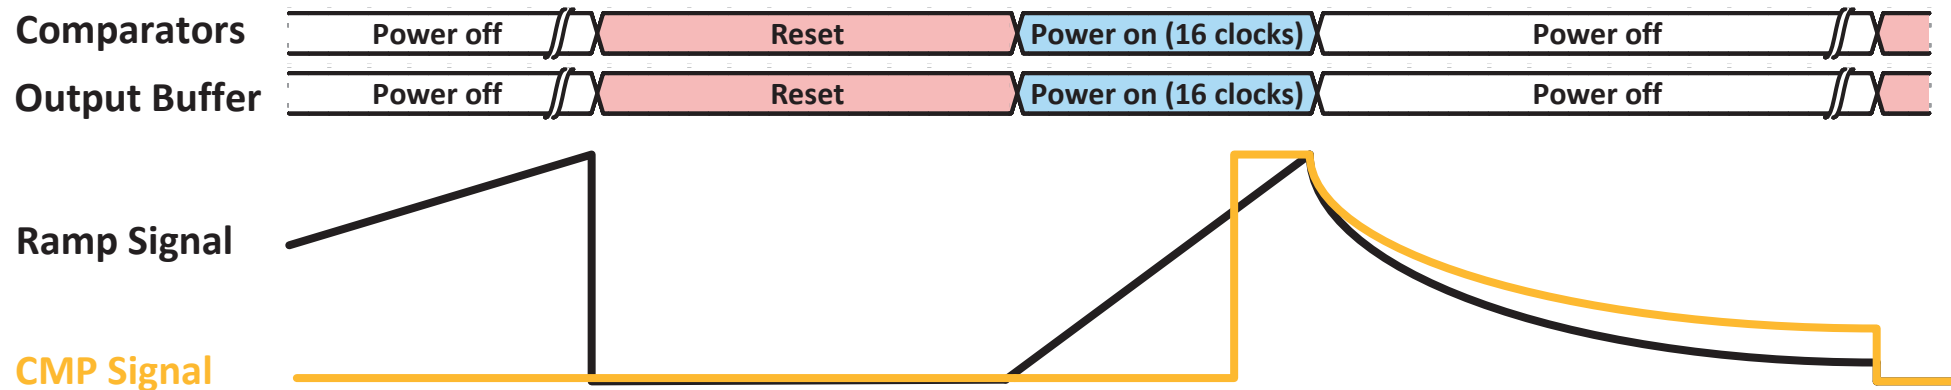 Comparators Power off Reset Power on (16 clocks) Power off
Output Buffer Power off Reset Power on (16 clocks) Power off
Ramp Signal
CMP Signal